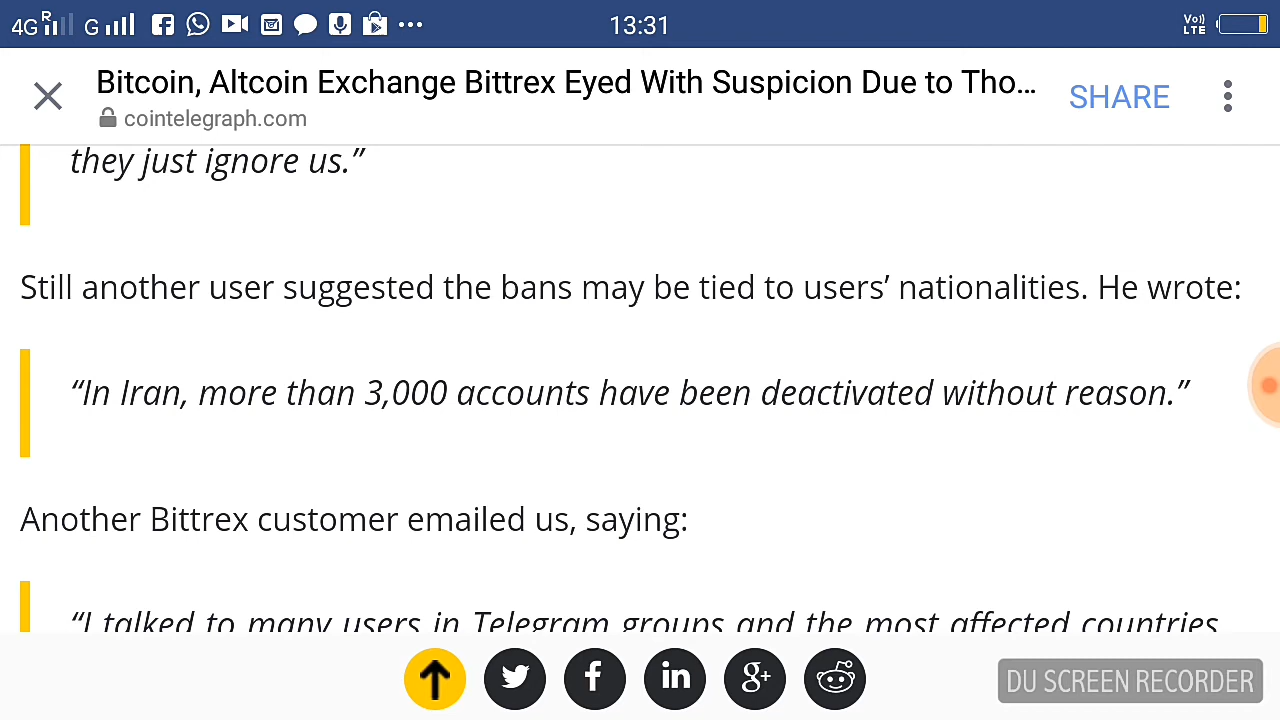 4G R G 13:31 Vo)) LTE
Bitcoin, Altcoin Exchange Bittrex Eyed With Suspicion Due to Tho...
cointelegraph.com
SHARE
they just ignore us.”
Still another user suggested the bans may be tied to users’ nationalities. He wrote:
“In Iran, more than 3,000 accounts have been deactivated without reason.”
Another Bittrex customer emailed us, saying:
“I talked to many users in Telegram groups and the most affected countries
f in g+
DU SCREEN RECORDER